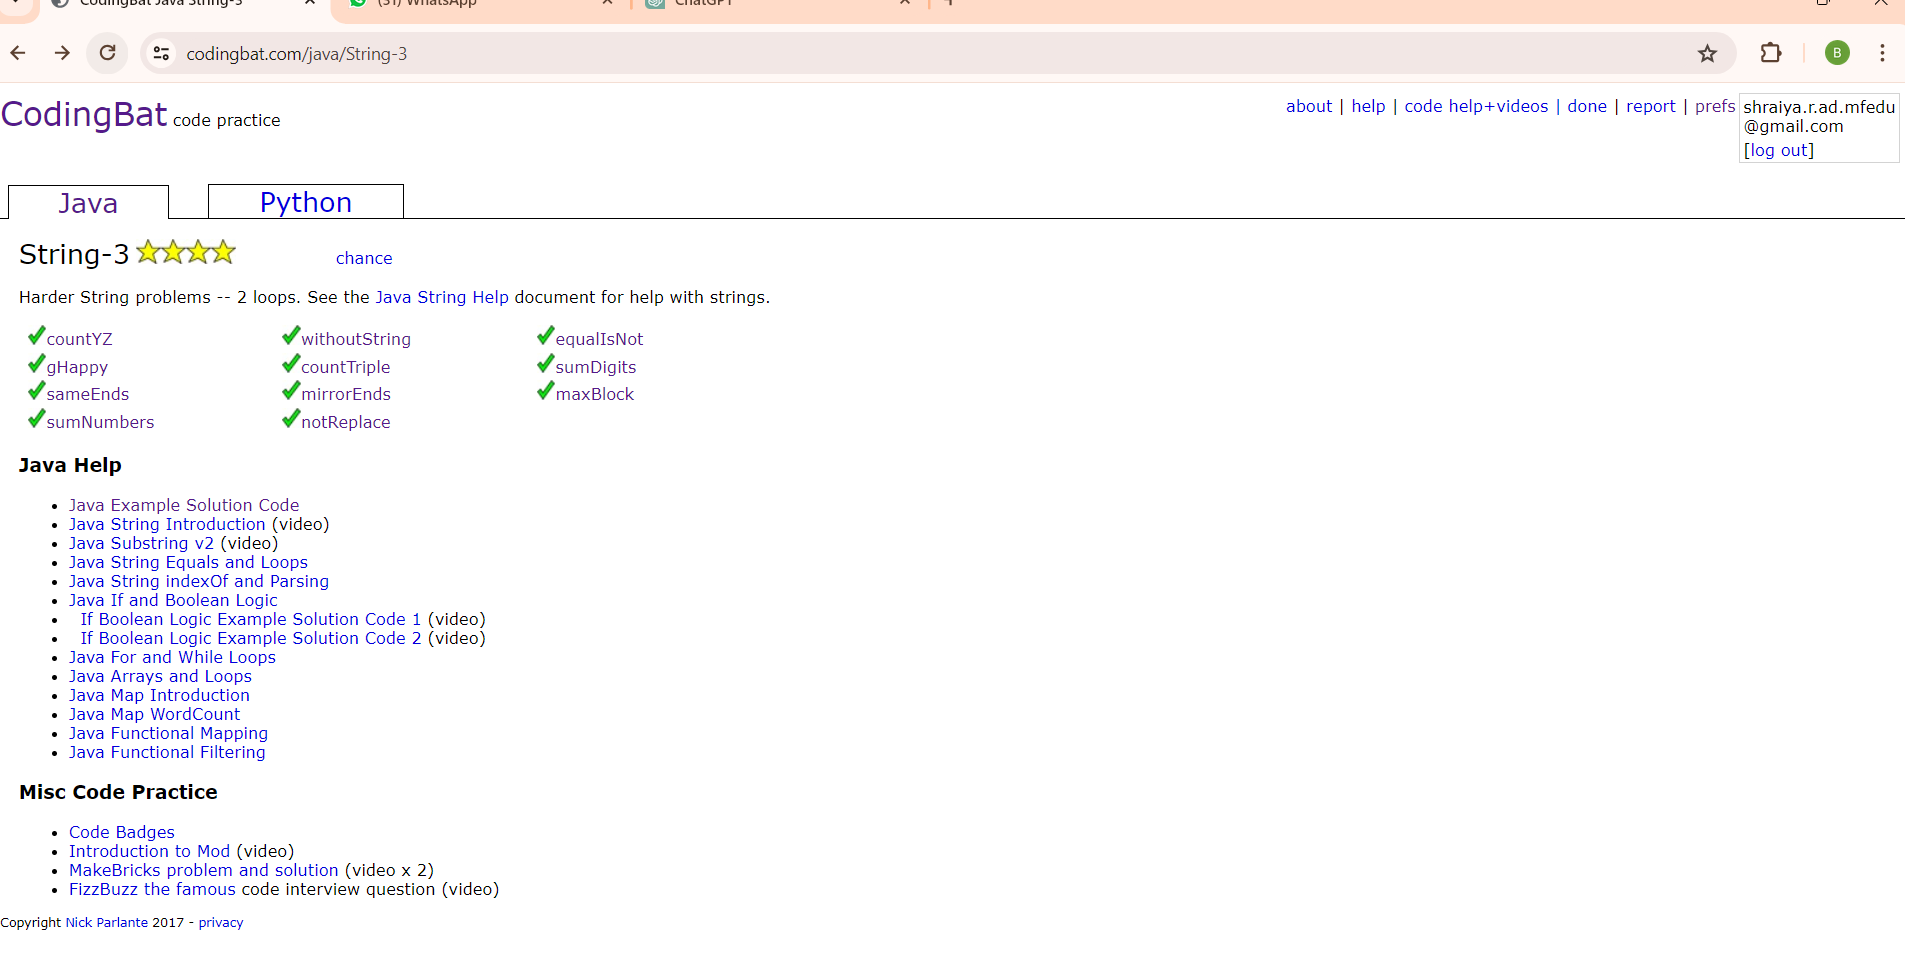 CodingBat Java String-3
(31) WhatsApp
ChatGPT
codingbat.com/java/String-3
B
CodingBat code practice
about | help | code help+videos | done | report | prefs
shraiya.r.ad.mfedu
@gmail.com
[log out]
Java
Python
String-3
chance
Harder String problems -- 2 loops. See the Java String Help document for help with strings.
countYZ withoutString equalIsNot
gHappy countTriple sumDigits
sameEnds mirrorEnds maxBlock
sumNumbers notReplace
Java Help
Java Example Solution Code
Java String Introduction (video)
Java Substring v2 (video)
Java String Equals and Loops
Java String indexOf and Parsing
Java If and Boolean Logic
If Boolean Logic Example Solution Code 1 (video)
If Boolean Logic Example Solution Code 2 (video)
Java For and While Loops
Java Arrays and Loops
Java Map Introduction
Java Map WordCount
Java Functional Mapping
Java Functional Filtering
Misc Code Practice
Code Badges
Introduction to Mod (video)
MakeBricks problem and solution (video x 2)
FizzBuzz the famous code interview question (video)
Copyright Nick Parlante 2017 - privacy